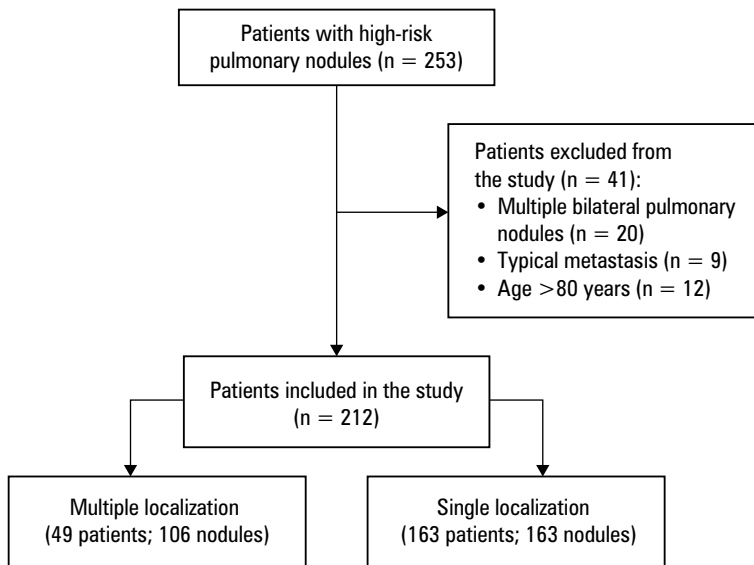 Patients with high-risk
pulmonary nodules (n = 253)
Patients excluded from
the study (n = 41):
• Multiple bilateral pulmonary
nodules (n = 20)
• Typical metastasis (n = 9)
• Age >80 years (n = 12)
Patients included in the study
(n = 212)
Multiple localization
(49 patients; 106 nodules)
Single localization
(163 patients; 163 nodules)